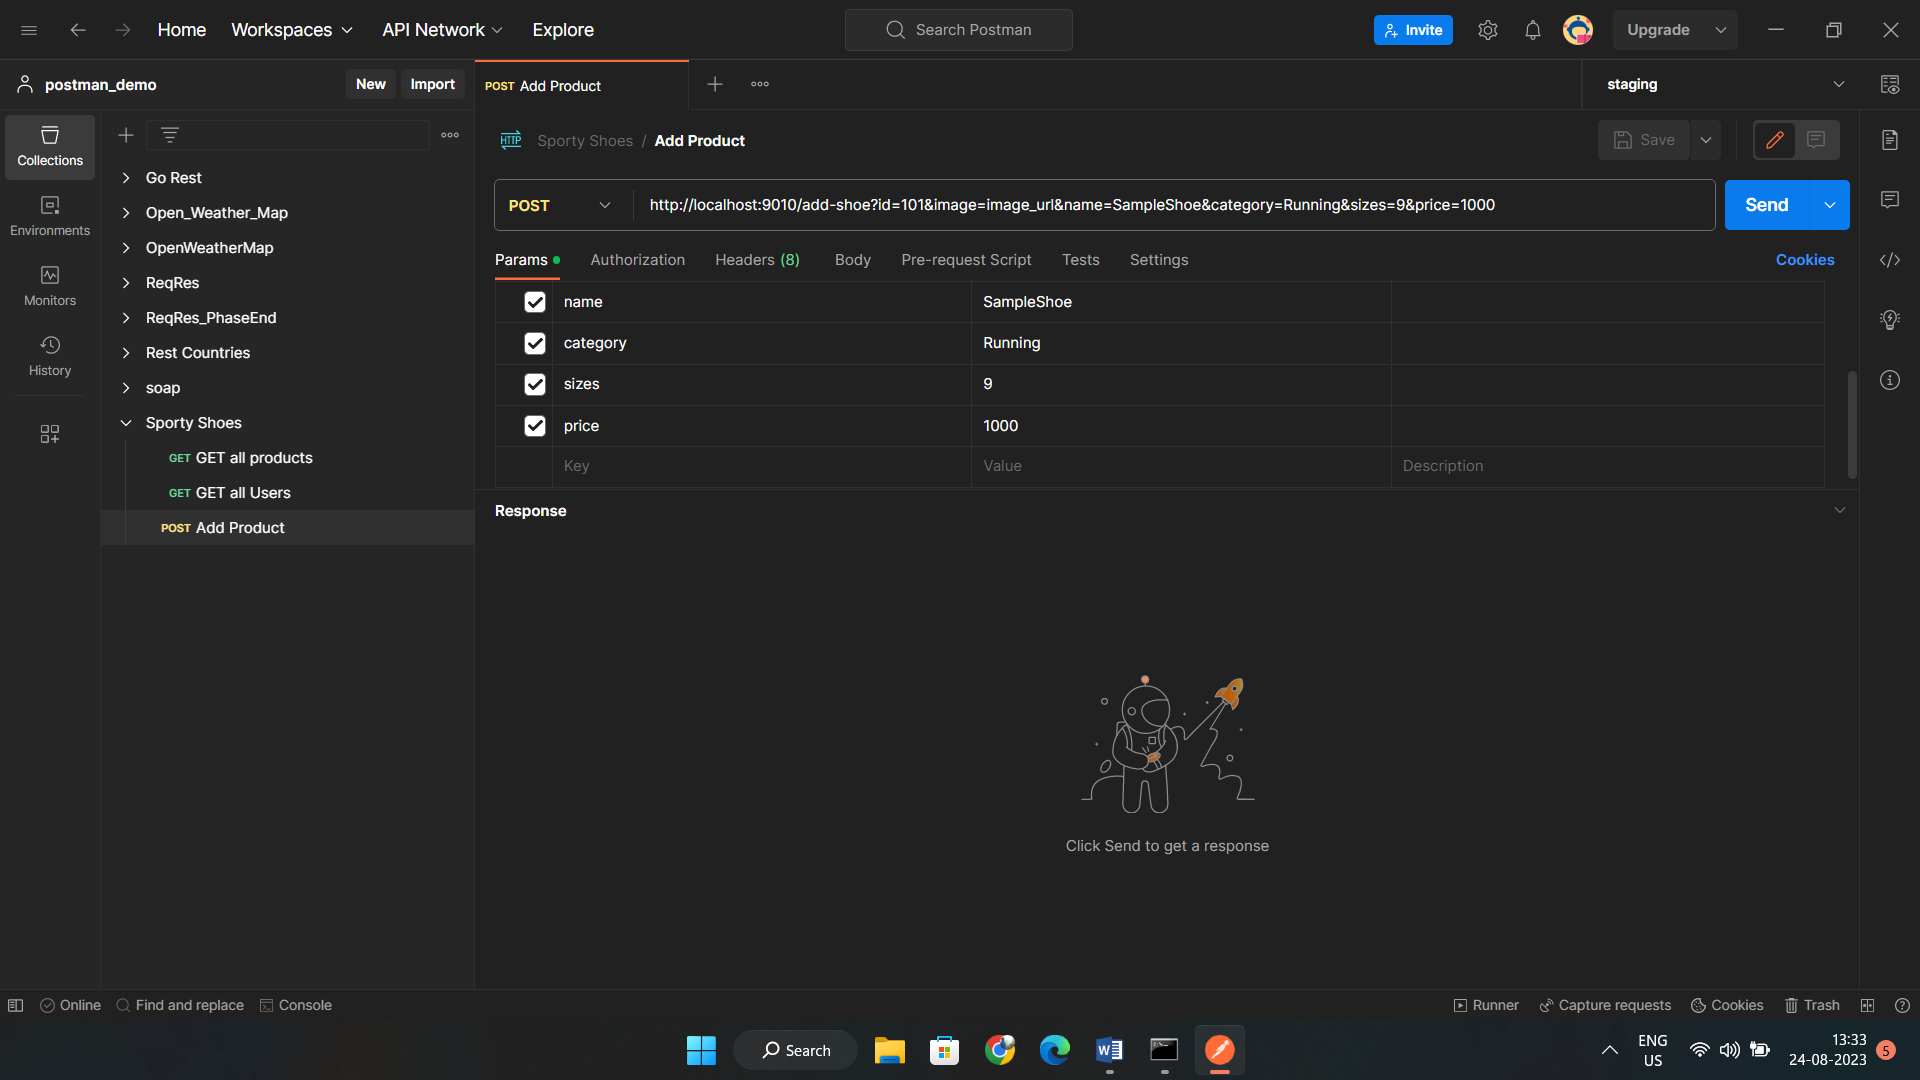 Home Workspaces API Network Explore Search Postman Invite Upgrade
postman_demo New Import POST Add Product staging
Collections
Environments
Monitors
History
Go Rest
Open_Weather_Map
OpenWeatherMap
ReqRes
ReqRes_PhaseEnd
Rest Countries
soap
Sporty Shoes
GET GET all products
GET GET all Users
POST Add Product
HTTP Sporty Shoes / Add Product Save
POST http://localhost:9010/add-shoe?id=101&image=image_url&name=SampleShoe&category=Running&sizes=9&price=1000 Send
Params Authorization Headers (8) Body Pre-request Script Tests Settings Cookies
name SampleShoe
category Running
sizes 9
price 1000
Key Value Description
Response
Click Send to get a response
Online Find and replace Console Runner Capture requests Cookies Trash
Search
ENG
US
13:33
24-08-2023
5